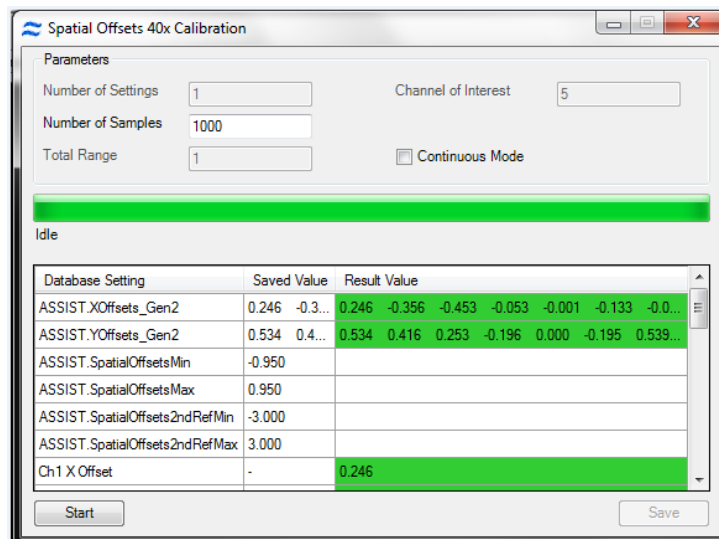 Spatial Offsets 40x Calibration
Parameters
Number of Settings 1 Channel of Interest 5
Number of Samples 1000
Total Range 1 Continuous Mode
Idle
Database Setting Saved Value Result Value
ASSIST.XOffsets_Gen2 0.246 -0.3... 0.246 -0.356 -0.453 -0.053 -0.001 -0.133 -0.0...
ASSIST.YOffsets_Gen2 0.534 0.4... 0.534 0.416 0.253 -0.196 0.000 -0.195 0.539...
ASSIST.SpatialOffsetsMin -0.950
ASSIST.SpatialOffsetsMax 0.950
ASSIST.SpatialOffsets2ndRefMin -3.000
ASSIST.SpatialOffsets2ndRefMax 3.000
Ch1 X Offset - 0.246
Start Save